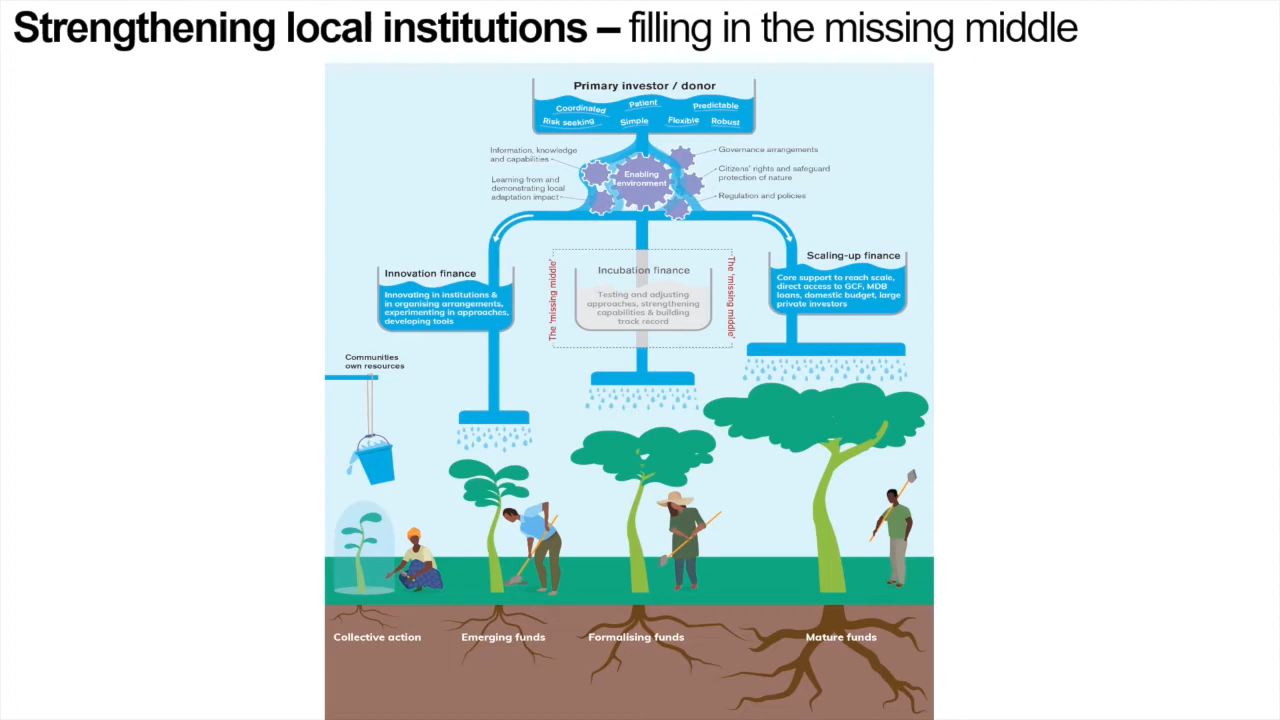 Strengthening local institutions – filling in the missing middle
Primary investor / donor
Coordinated
Patient
Predictable
Risk seeking
Simple
Flexible
Robust
Information, knowledge
and capabilities
Learning from and
demonstrating local
adaptation impact
Enabling
environment
Governance arrangements
Citizens' rights and safeguard
protection of nature
Regulation and policies
Innovation finance
Innovating in institutions &
in organising arrangements,
experimenting in approaches,
developing tools
The 'missing middle'
Incubation finance
Testing and adjusting
approaches, strengthening
capabilities & building
track record
The 'missing middle'
Scaling-up finance
Core support to reach scale,
direct access to GCF, MDB
loans, domestic budget, large
private investors
Communities
own resources
Collective action
Emerging funds
Formalising funds
Mature funds